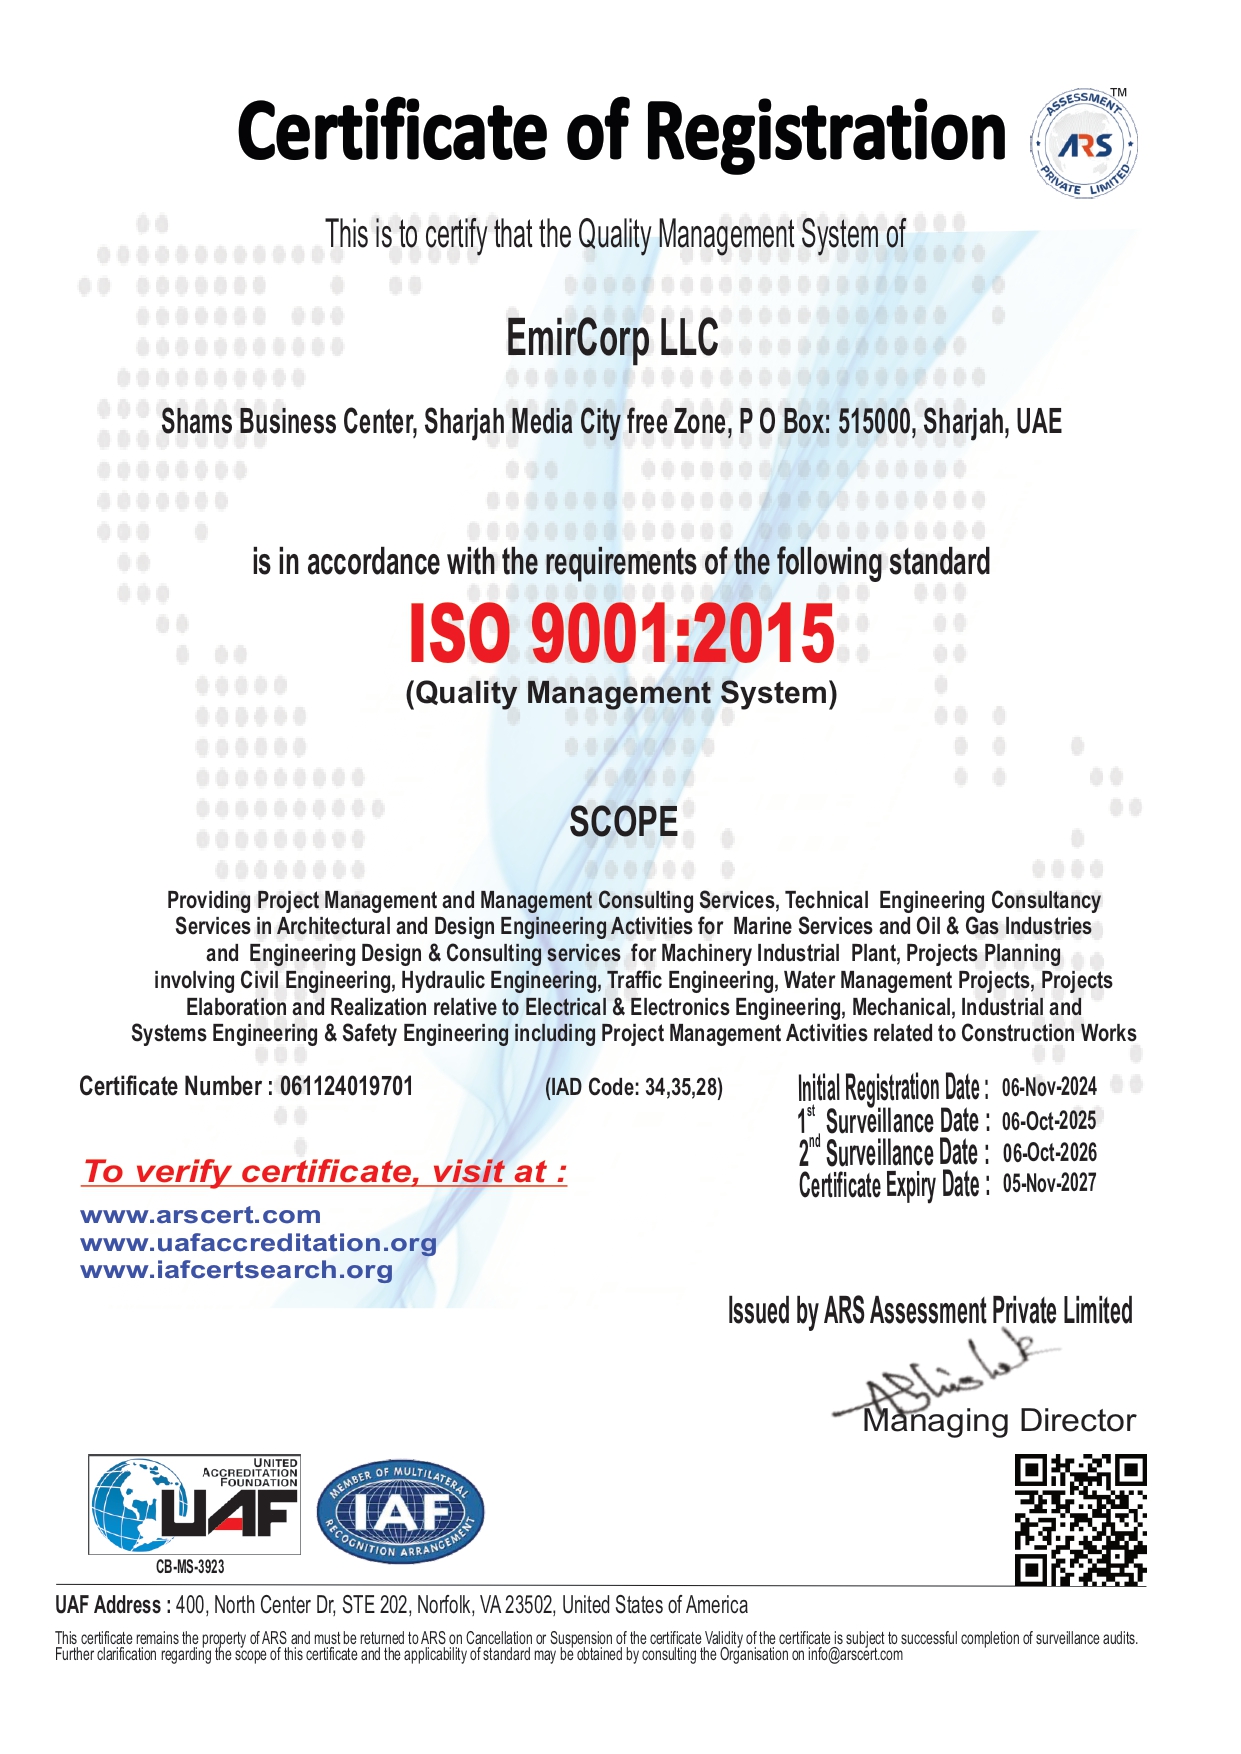 Certificate of Registration
TM
ASSESSMENT
ARS
PRIVATE LIMITED
This is to certify that the Quality Management System of
EmirCorp LLC
Shams Business Center, Sharjah Media City free Zone, P O Box: 515000, Sharjah, UAE
is in accordance with the requirements of the following standard
ISO 9001:2015
(Quality Management System)
SCOPE
Providing Project Management and Management Consulting Services, Technical Engineering Consultancy
Services in Architectural and Design Engineering Activities for Marine Services and Oil & Gas Industries
and Engineering Design & Consulting services for Machinery Industrial Plant, Projects Planning
involving Civil Engineering, Hydraulic Engineering, Traffic Engineering, Water Management Projects, Projects
Elaboration and Realization relative to Electrical & Electronics Engineering, Mechanical, Industrial and
Systems Engineering & Safety Engineering including Project Management Activities related to Construction Works
Certificate Number : 061124019701
(IAD Code: 34,35,28)
Initial Registration Date : 06-Nov-2024
1st Surveillance Date : 06-Oct-2025
2nd Surveillance Date : 06-Oct-2026
Certificate Expiry Date : 05-Nov-2027
To verify certificate, visit at :
www.arscert.com
www.uafaccreditation.org
www.iafcertsearch.org
Issued by ARS Assessment Private Limited
Abhishek
Managing Director
UNITED
ACCREDITATION
FOUNDATION
UAF
CB-MS-3923
MEMBER OF MULTILATERAL
IAF
RECOGNITION ARRANGEMENT
UAF Address : 400, North Center Dr, STE 202, Norfolk, VA 23502, United States of America
This certificate remains the property of ARS and must be returned to ARS on Cancellation or Suspension of the certificate Validity of the certificate is subject to successful completion of surveillance audits.
Further clarification regarding the scope of this certificate and the applicability of standard may be obtained by consulting the Organisation on info@arscert.com